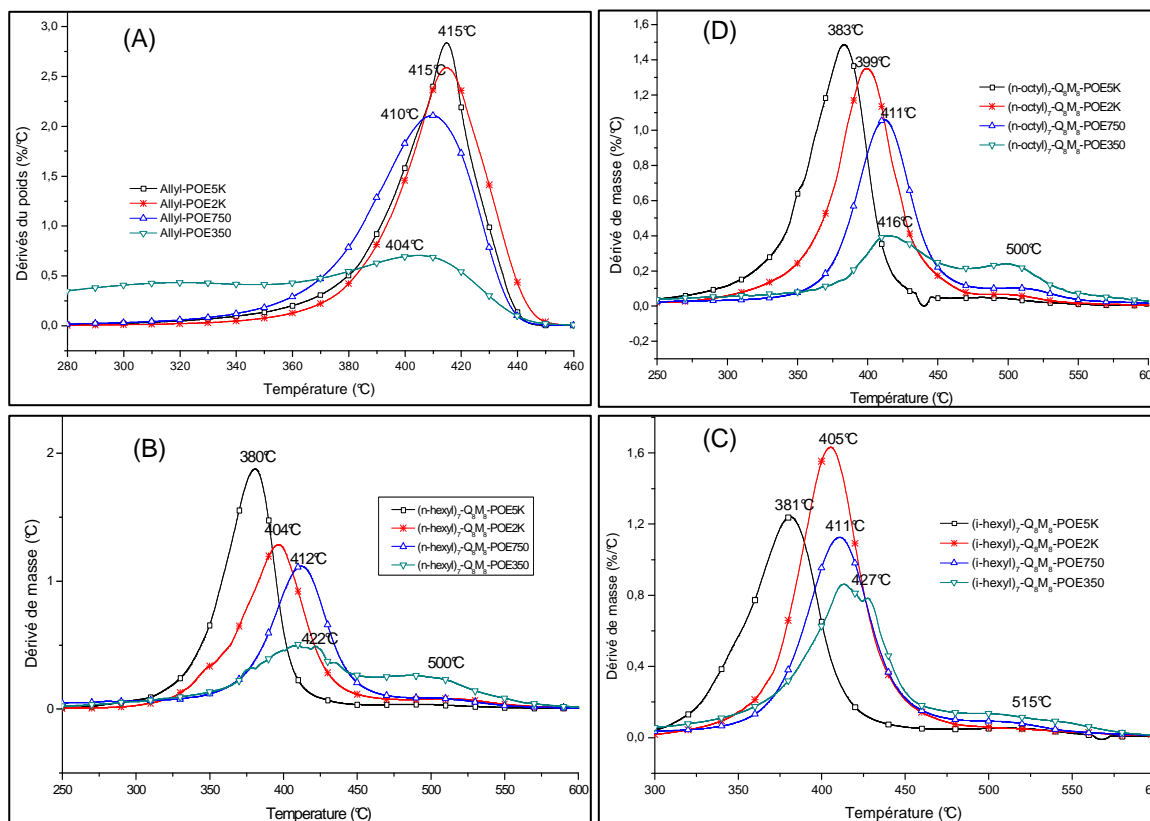 (A)
415°C
415°C
410°C
404°C
Allyl-POE5K
Allyl-POE2K
Allyl-POE750
Allyl-POE350
Dérivés du poids (%/°C)
3,0
2,5
2,0
1,5
1,0
0,5
0,0
280 300 320 340 360 380 400 420 440 460
Température (°C)
(D)
383°C
399°C
411°C
416°C
500°C
(n-octyl)₇-Q₈M₈-POE5K
(n-octyl)₇-Q₈M₈-POE2K
(n-octyl)₇-Q₈M₈-POE750
(n-octyl)₇-Q₈M₈-POE350
Dérivé de masse (%/°C)
1,6
1,4
1,2
1,0
0,8
0,6
0,4
0,2
0,0
-0,2
250 300 350 400 450 500 550 600
Température (°C)
(B)
380°C
404°C
412°C
422°C
500°C
(n-hexyl)₇-Q₈M₈-POE5K
(n-hexyl)₇-Q₈M₈-POE2K
(n-hexyl)₇-Q₈M₈-POE750
(n-hexyl)₇-Q₈M₈-POE350
Dérivé de masse (°C)
2
1
0
250 300 350 400 450 500 550 600
Temperature (°C)
(C)
405°C
381°C
411°C
427°C
515°C
(i-hexyl)₇-Q₈M₈-POE5K
(i-hexyl)₇-Q₈M₈-POE2K
(i-hexyl)₇-Q₈M₈-POE750
(i-hexyl)₇-Q₈M₈-POE350
Dérivé de masse (%/°C)
1,6
1,2
0,8
0,4
0,0
300 350 400 450 500 550 600
Température (°C)